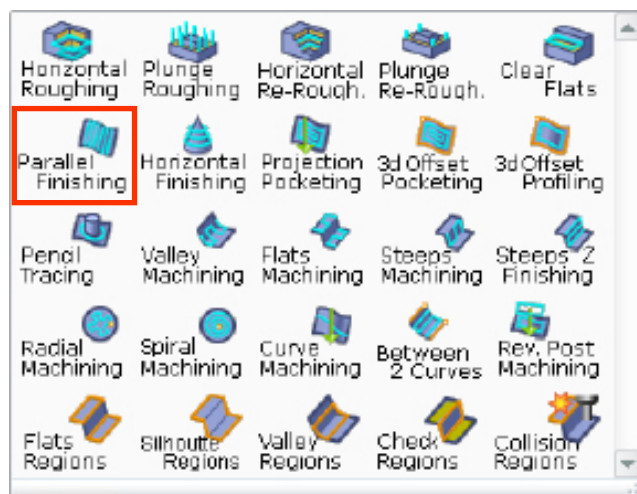 Horizontal Plunge Horizontal Plunge Clear
Roughing Roughing Re-Rough. Re-Rough. Flats
Parallel Horizontal Projection 3d Offset 3d Offset
Finishing Finishing Pocketing Pocketing Profiling
Pencil Valley Flats Steeps Steeps Z
Tracing Machining Machining Machining Finishing
Radial Spiral Curve Between Rev. Post
Machining Machining Machining 2 Curves Machining
Flats Silhoutte Valley Check Collision
Regions Regions Regions Regions Regions